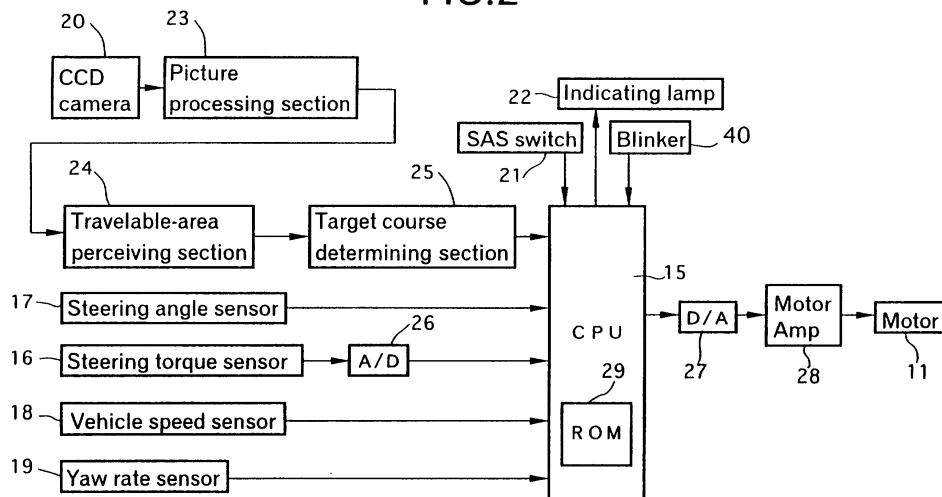 FIG.2
20
23
CCD
camera
Picture
processing section
22
Indicating lamp
SAS switch
21
Blinker
40
24
25
Travelable-area
perceiving section
Target course
determining section
15
17
Steering angle sensor
16
Steering torque sensor
26
A/D
CPU
D/A
27
Motor
Amp
28
Motor
11
18
Vehicle speed sensor
29
ROM
19
Yaw rate sensor